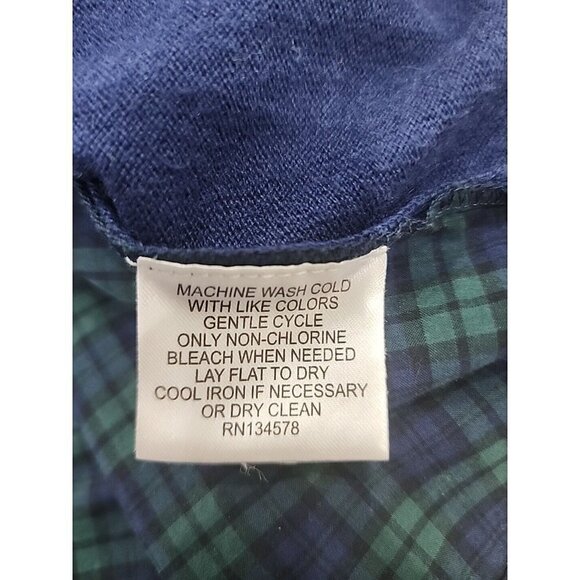 MACHINE WASH COLD
WITH LIKE COLORS
GENTLE CYCLE
ONLY NON-CHLORINE
BLEACH WHEN NEEDED
LAY FLAT TO DRY
COOL IRON IF NECESSARY
OR DRY CLEAN
RN134578